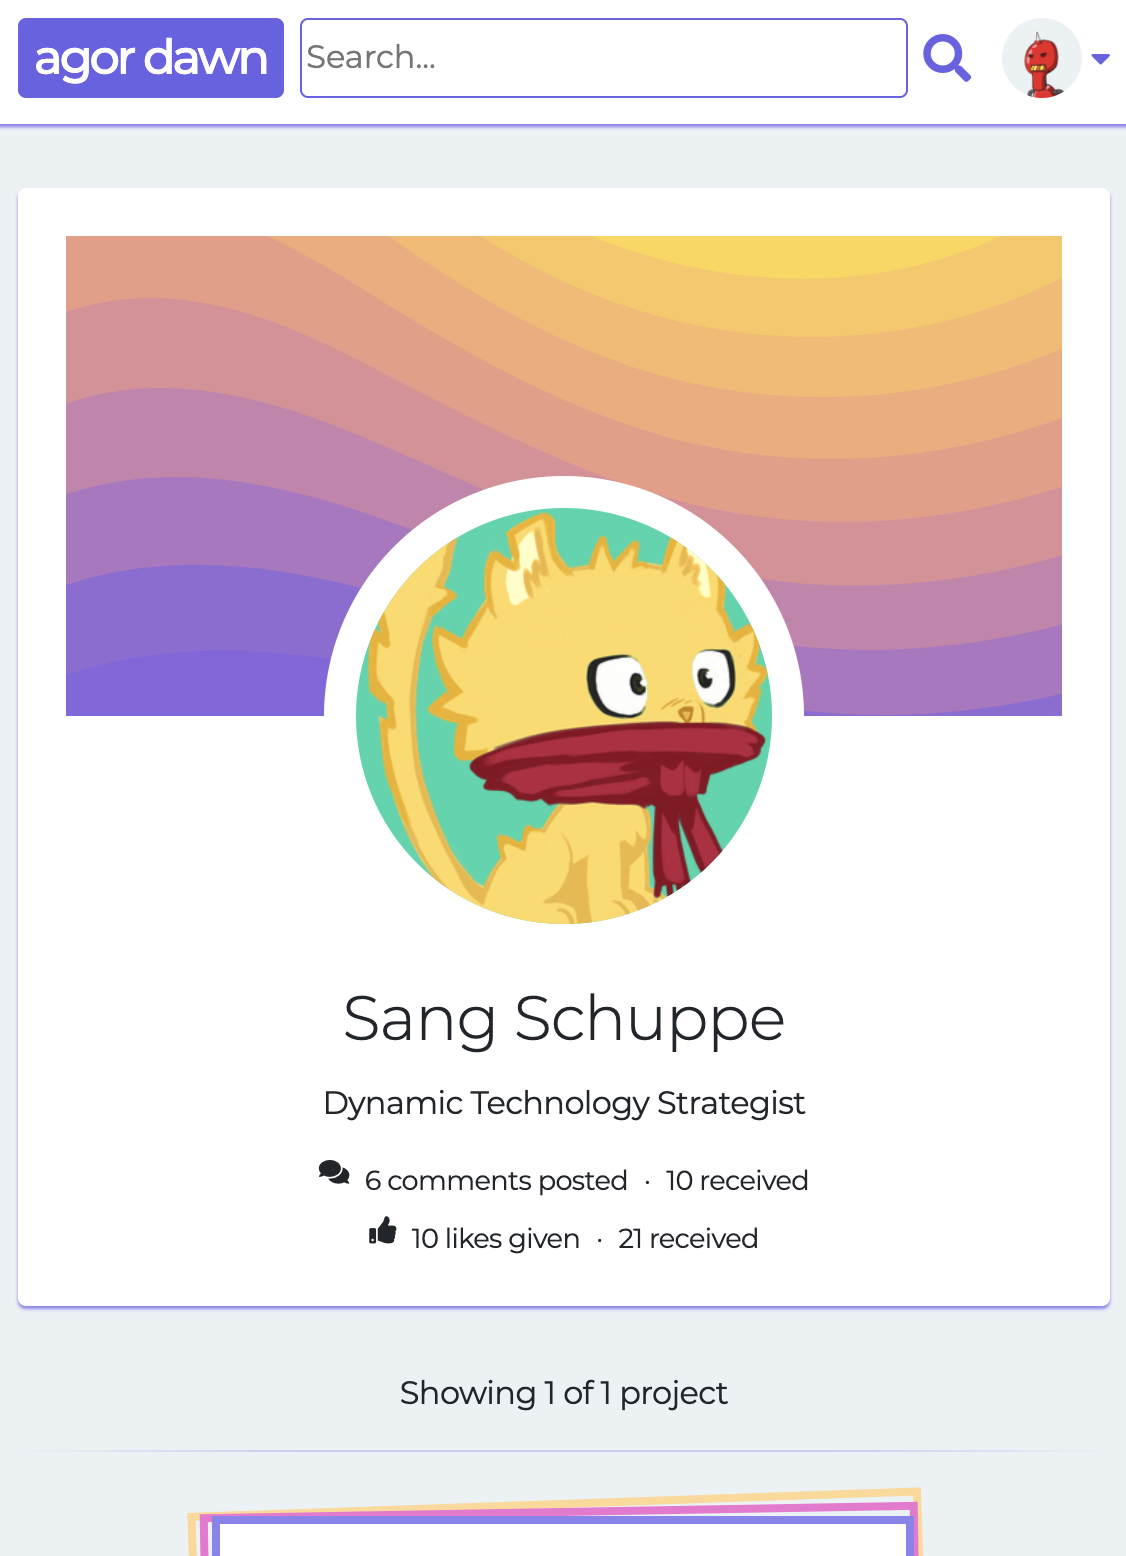 agor dawn
Search...
Sang Schuppe
Dynamic Technology Strategist
6 comments posted · 10 received
10 likes given · 21 received
Showing 1 of 1 project